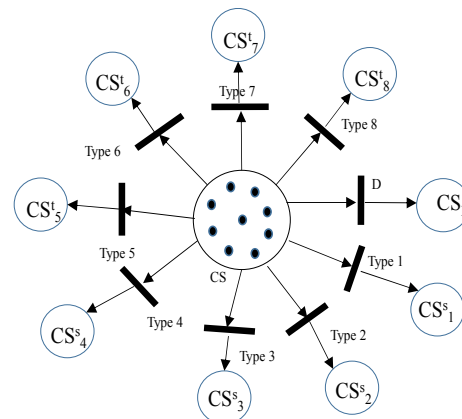 CSᵗ₇
CSᵗ₆
CSᵗ₈
Type 7
Type 8
Type 6
D
CSᵗ₅
CS
Type 5
CS
Type 1
Type 4
CSˢ₁
CSˢ₄
Type 2
Type 3
CSˢ₃
CSˢ₂